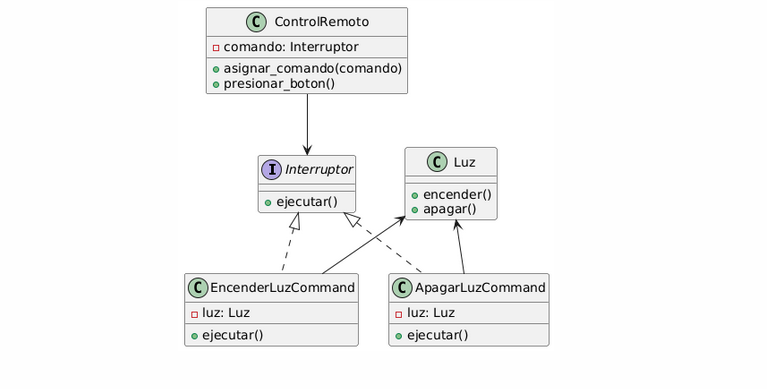 C ControlRemoto
comando: Interruptor
asignar_comando(comando)
presionar_boton()
I Interruptor
ejecutar()
C Luz
encender()
apagar()
C EncenderLuzCommand
luz: Luz
ejecutar()
C ApagarLuzCommand
luz: Luz
ejecutar()